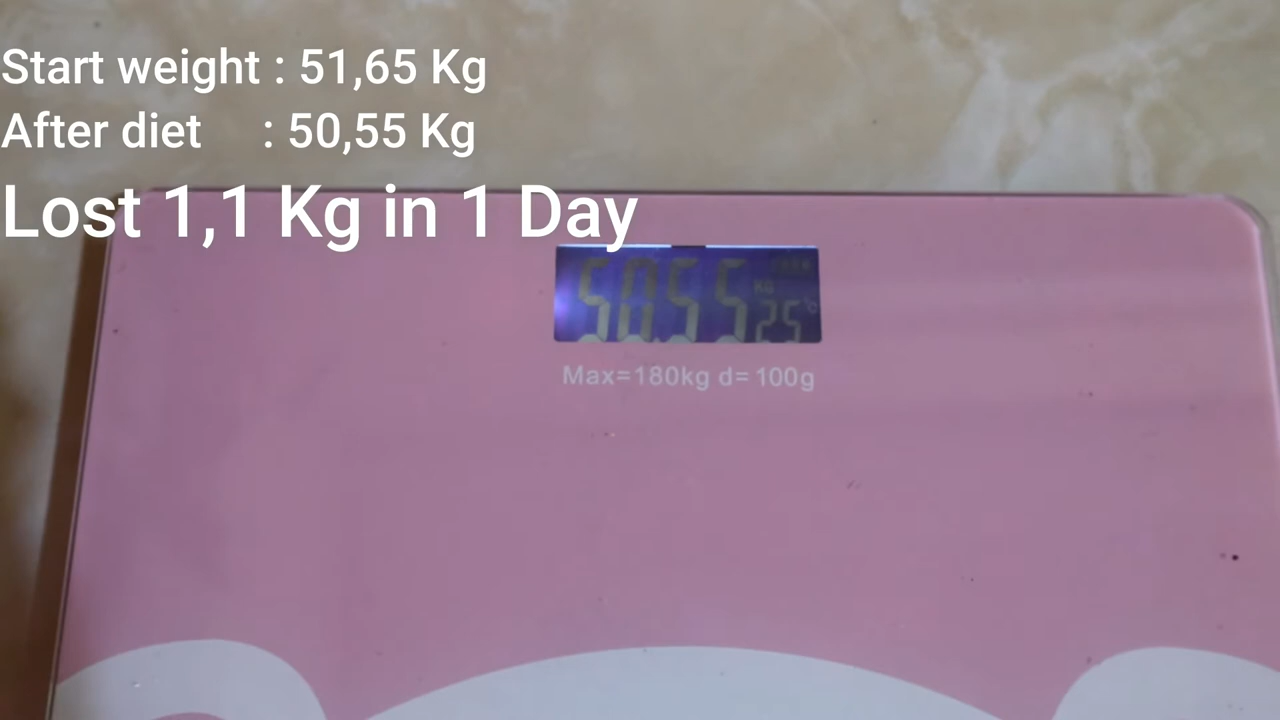 Start weight : 51,65 Kg
After diet : 50,55 Kg
Lost 1,1 Kg in 1 Day
50.55 KG 25 °C
Max=180kg d=100g